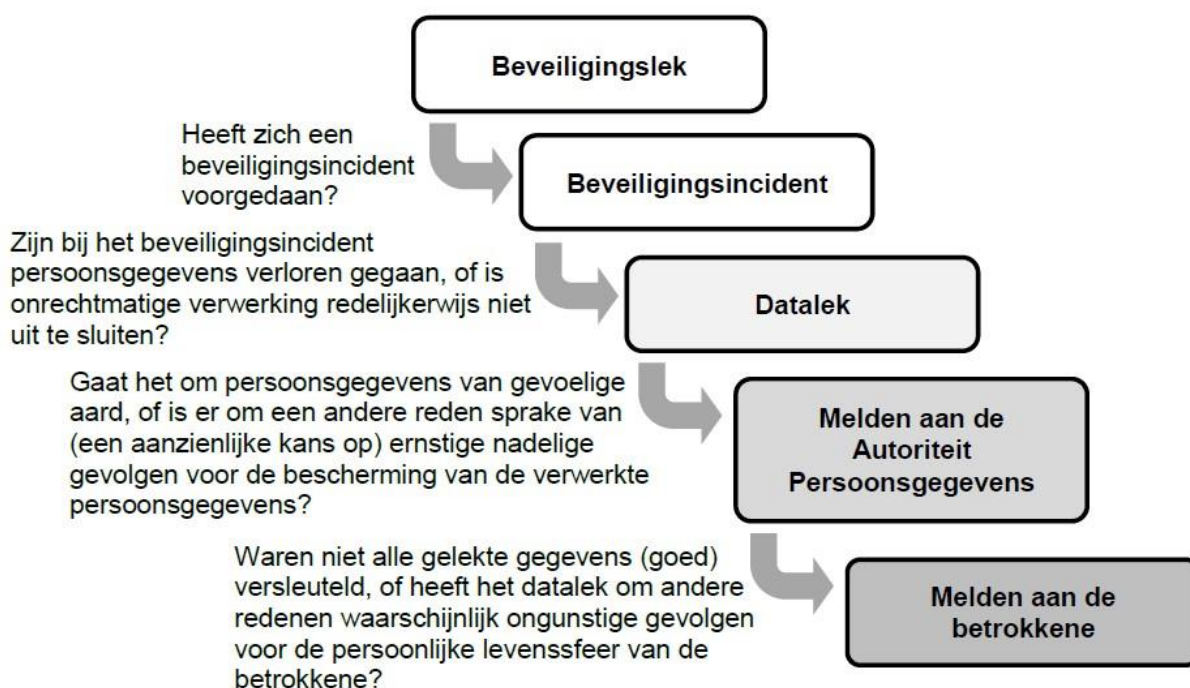 Beveiligingslek
Heeft zich een
beveiligingsincident
voorgedaan?
Beveiligingsincident
Zijn bij het beveiligingsincident
persoonsgegevens verloren gegaan, of is
onrechtmatige verwerking redelijkerwijs niet
uit te sluiten?
Datalek
Gaat het om persoonsgegevens van gevoelige
aard, of is er om een andere reden sprake van
(een aanzienlijke kans op) ernstige nadelige
gevolgen voor de bescherming van de verwerkte
persoonsgegevens?
Melden aan de
Autoriteit
Persoonsgegevens
Waren niet alle gelekte gegevens (goed)
versleuteld, of heeft het datalek om andere
redenen waarschijnlijk ongunstige gevolgen
voor de persoonlijke levenssfeer van de
betrokkene?
Melden aan de
betrokkene